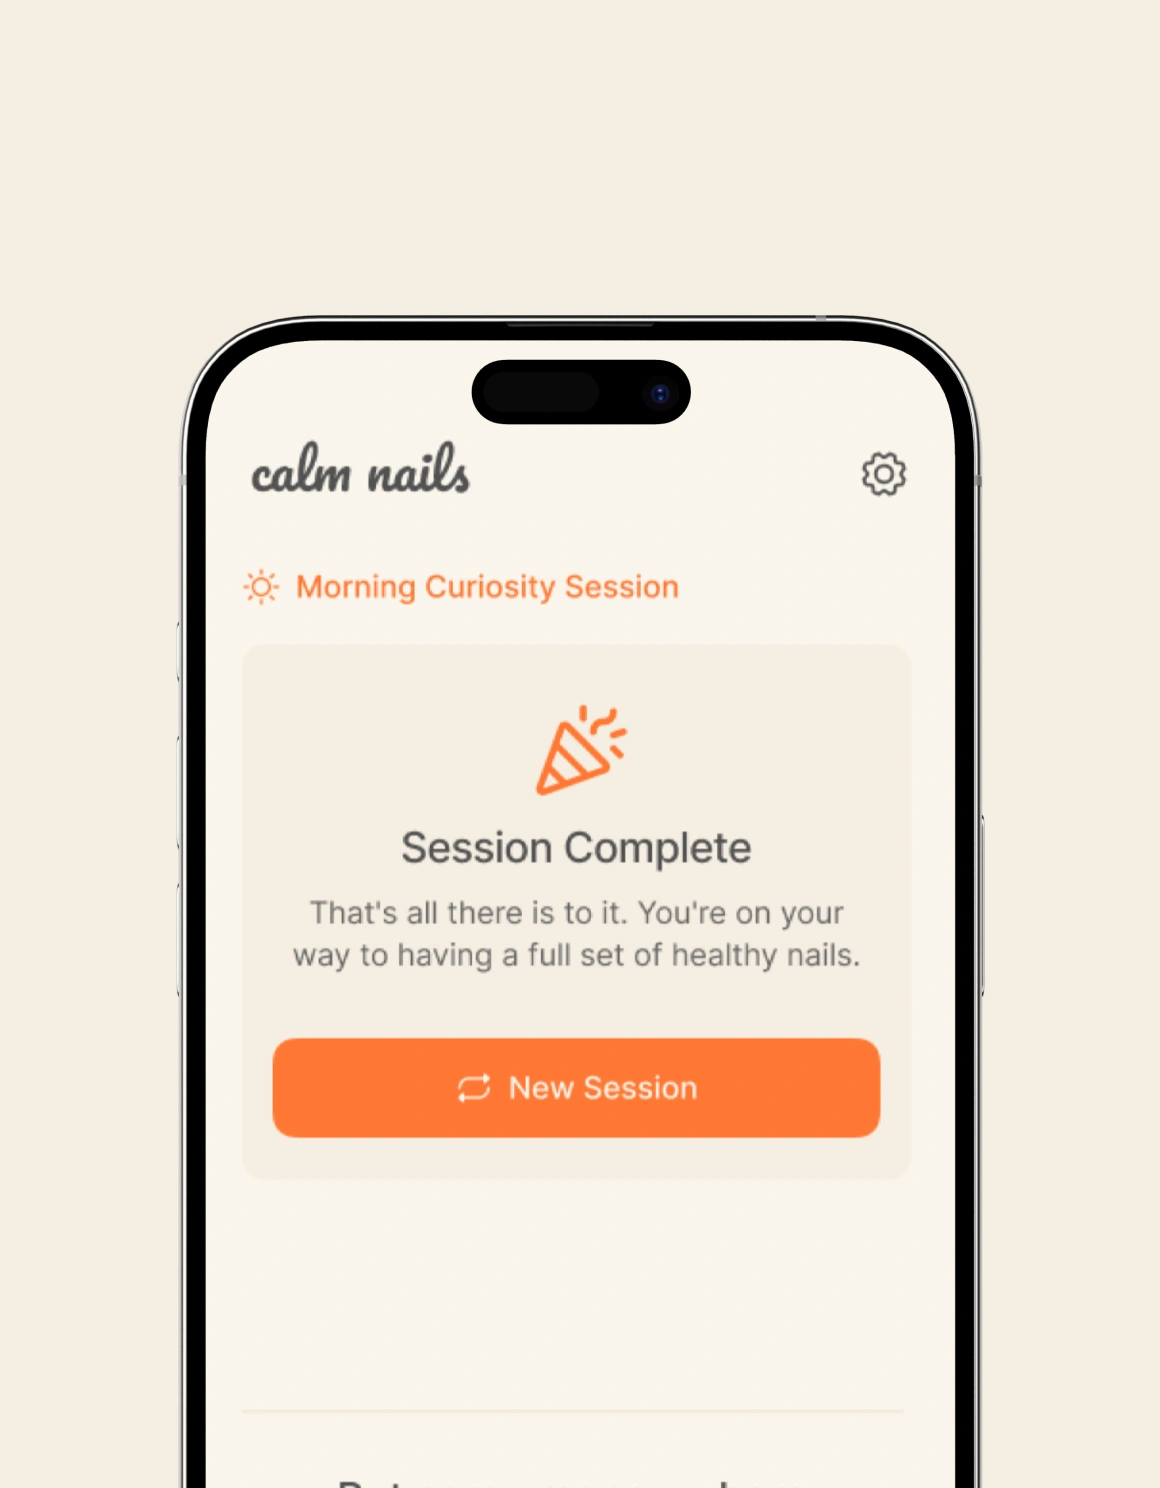 calm nails
Morning Curiosity Session
Session Complete
That's all there is to it. You're on your
way to having a full set of healthy nails.
New Session